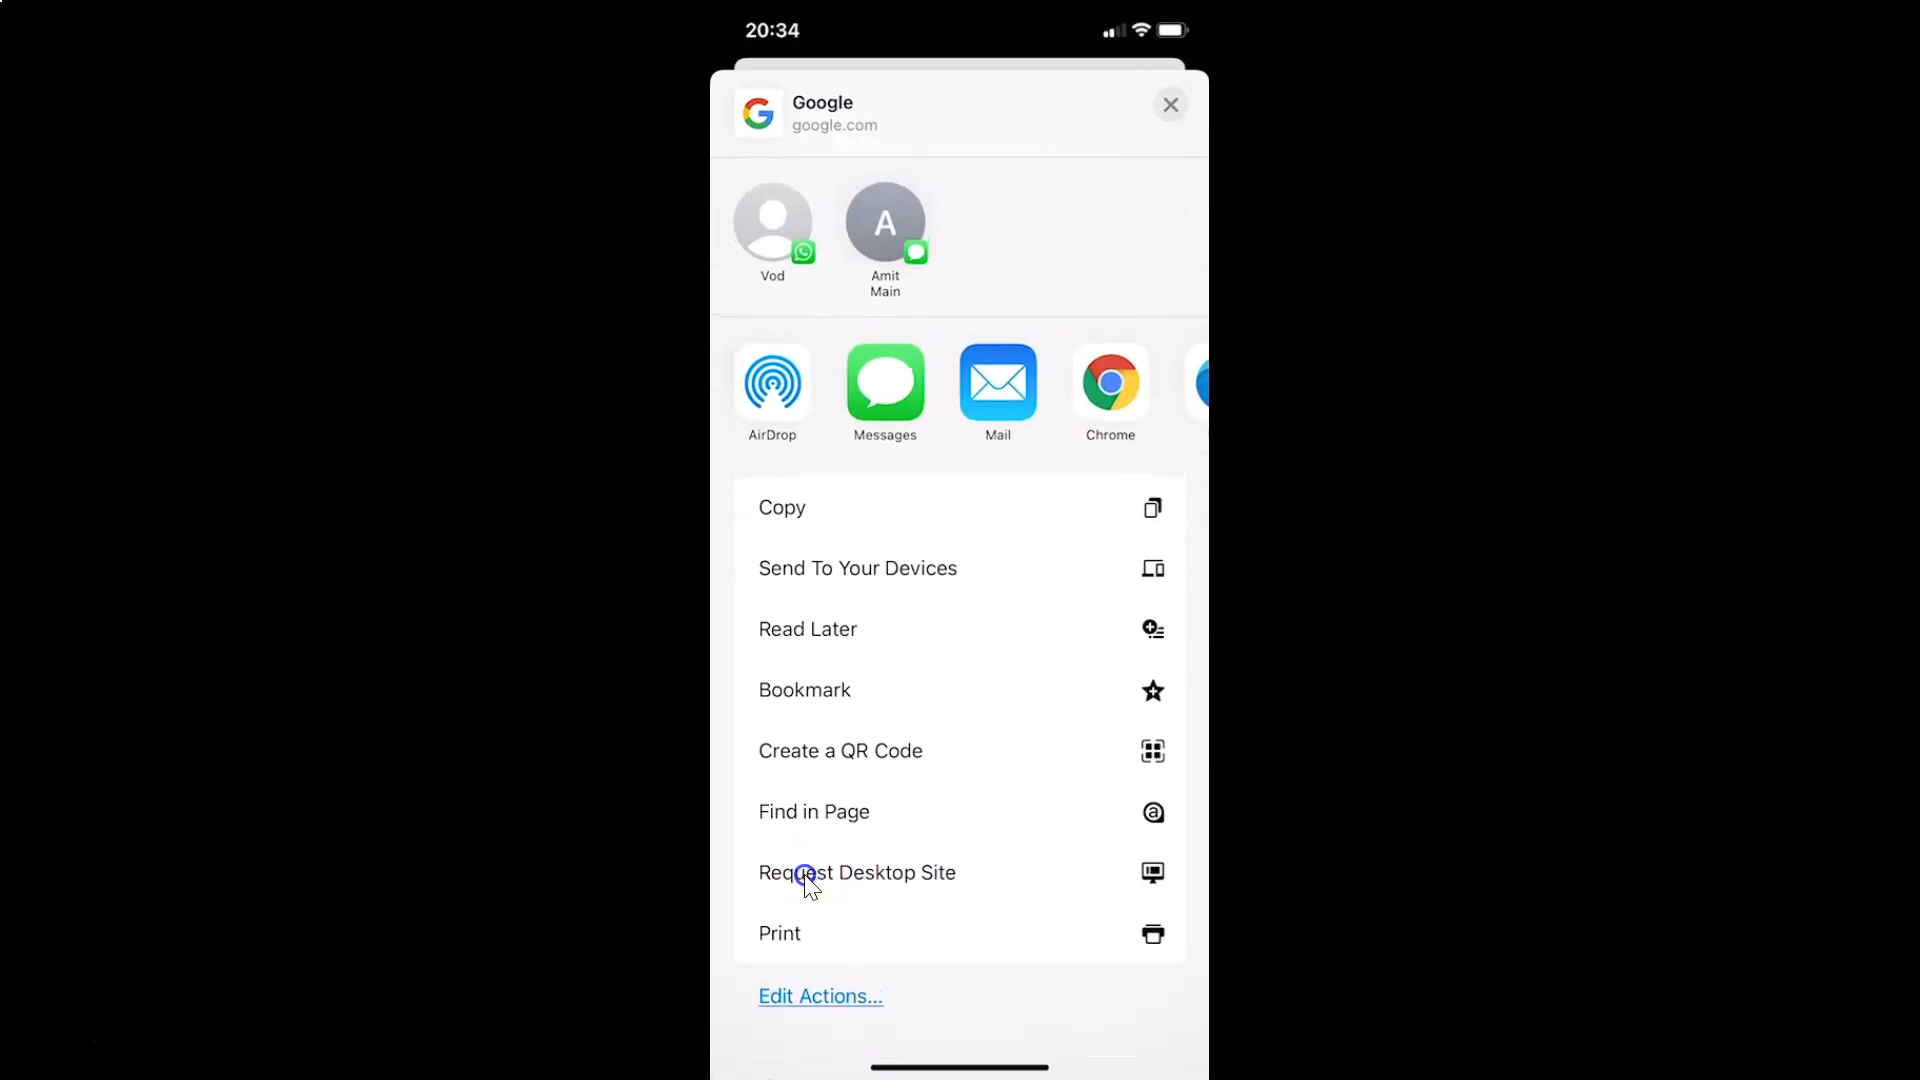 20:34
Google
google.com
A
Vod
Amit
Main
AirDrop
Messages
Mail
Chrome
Copy
Send To Your Devices
Read Later
Bookmark
Create a QR Code
Find in Page
Request Desktop Site
Print
Edit Actions...